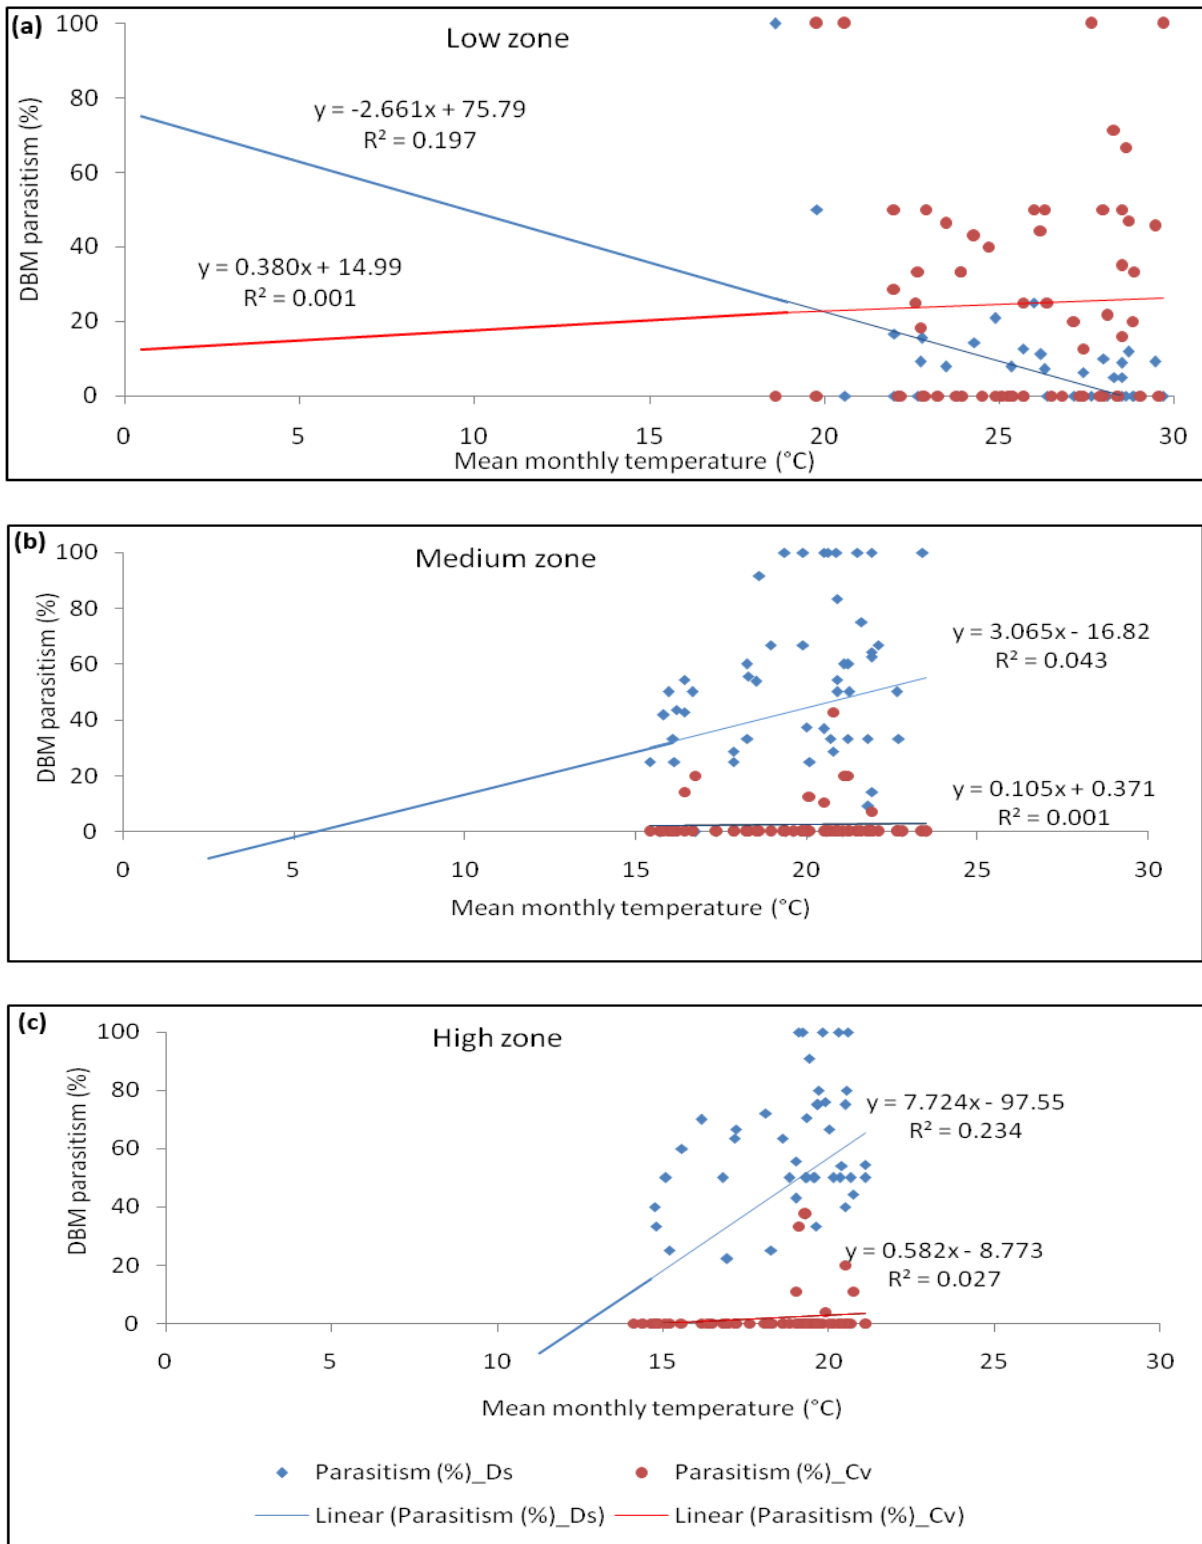 (a)
Low zone
DBM parasitism (%)
100
80
60
40
20
0
y = -2.661x + 75.79
R² = 0.197
y = 0.380x + 14.99
R² = 0.001
0 5 10 15 20 25 30
Mean monthly temperature (°C)
(b)
Medium zone
DBM parasitism (%)
100
80
60
40
20
0
y = 3.065x - 16.82
R² = 0.043
y = 0.105x + 0.371
R² = 0.001
0 5 10 15 20 25 30
Mean monthly temperature (°C)
(c)
High zone
DBM parasitism (%)
100
80
60
40
20
0
y = 7.724x - 97.55
R² = 0.234
y = 0.582x - 8.773
R² = 0.027
0 5 10 15 20 25 30
Mean monthly temperature (°C)
Parasitism (%)_Ds Parasitism (%)_Cv
Linear (Parasitism (%)_Ds) Linear (Parasitism (%)_Cv)